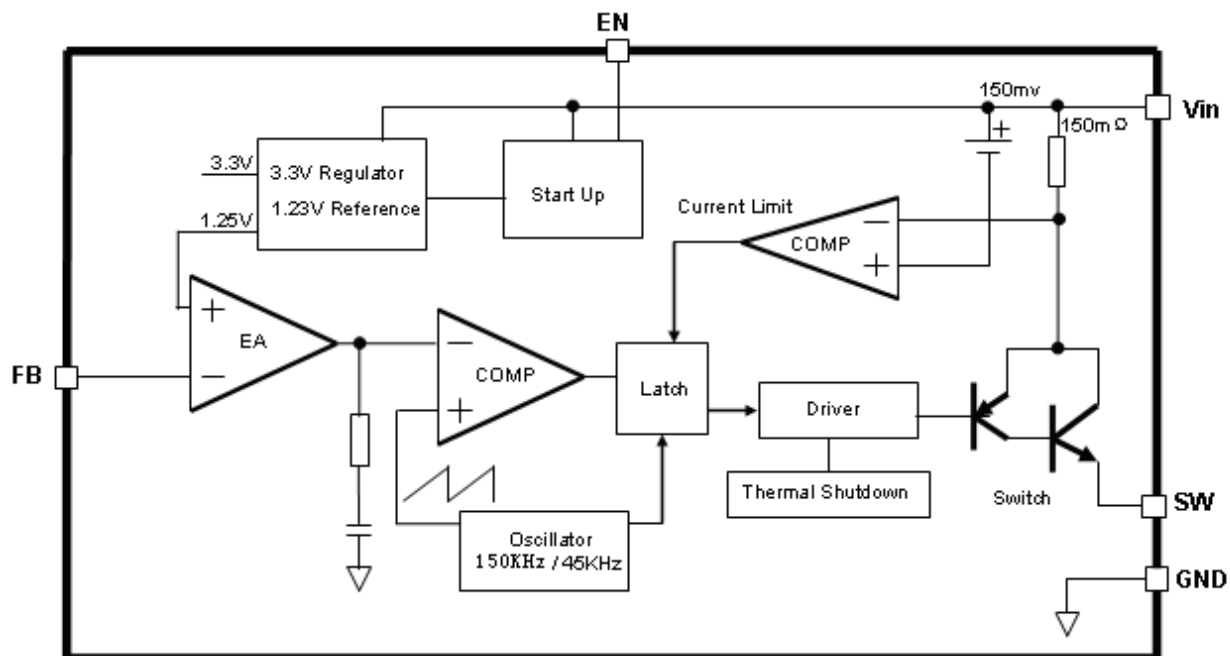 EN
150mv
Vin
150mΩ
3.3V
3.3V Regulator
1.23V Reference
Start Up
1.25V
Current Limit
COMP
−
+
+
EA
−
FB
−
COMP
+
Latch
Driver
Thermal Shutdown
Switch
SW
Oscillator
150KHz / 45KHz
GND
+